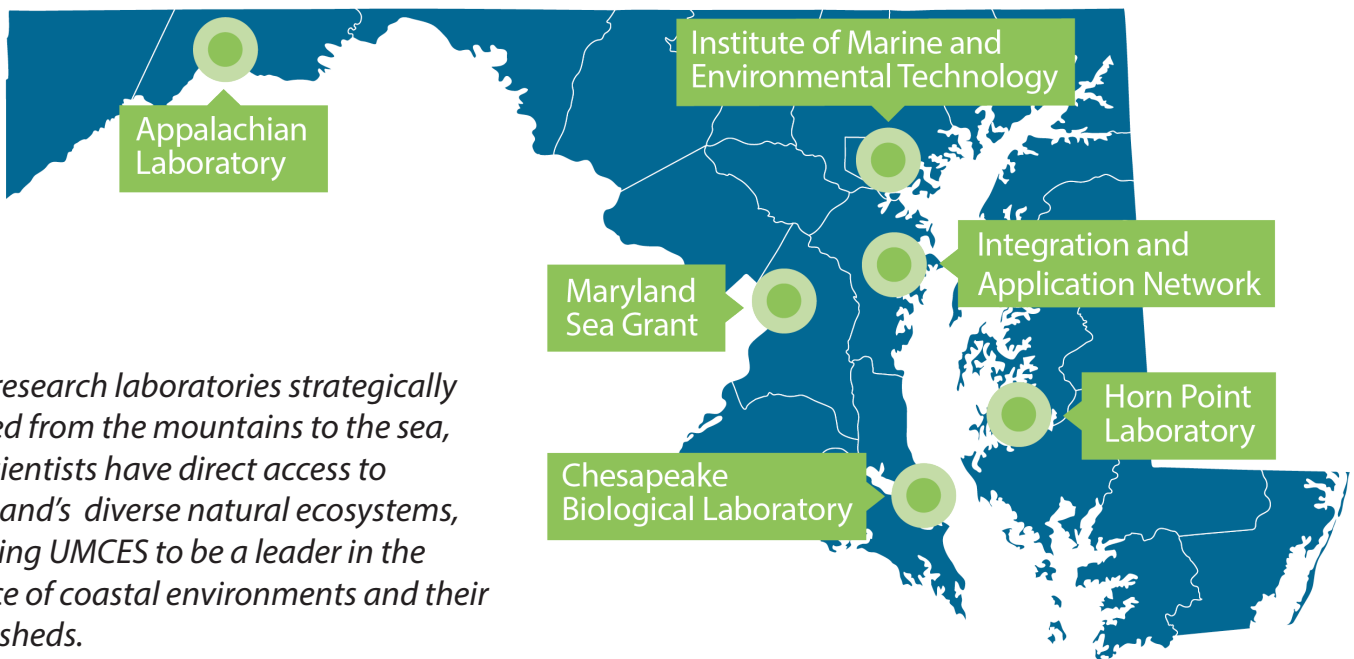 Institute of Marine and
Environmental Technology
Appalachian
Laboratory
Integration and
Application Network
Maryland
Sea Grant
Horn Point
Laboratory
Chesapeake
Biological Laboratory
research laboratories strategically
ed from the mountains to the sea,
cientists have direct access to
and's diverse natural ecosystems,
ing UMCES to be a leader in the
ce of coastal environments and their
sheds.